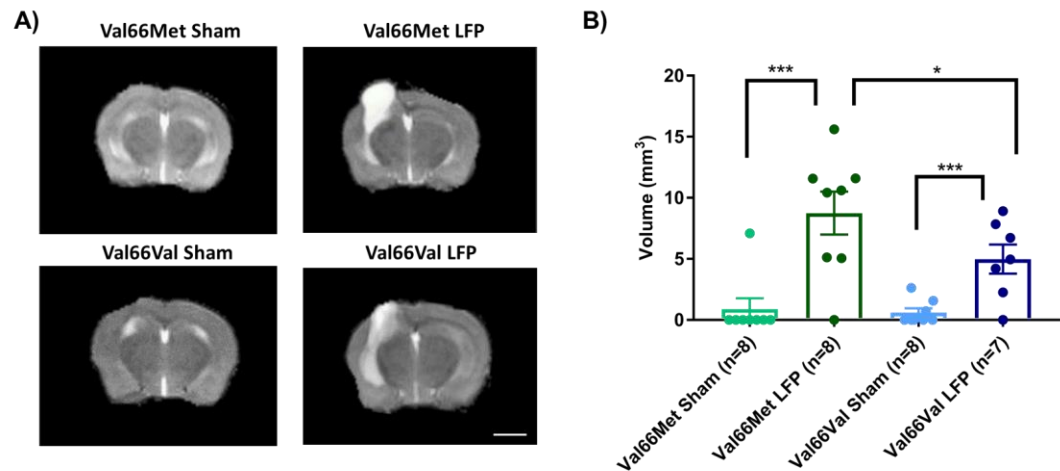 A)
Val66Met Sham
Val66Met LFP
Val66Val Sham
Val66Val LFP
B)
Volume (mm³)
20
15
10
5
0
***
*
***
Val66Met Sham (n=8)
Val66Met LFP (n=8)
Val66Val Sham (n=8)
Val66Val LFP (n=7)